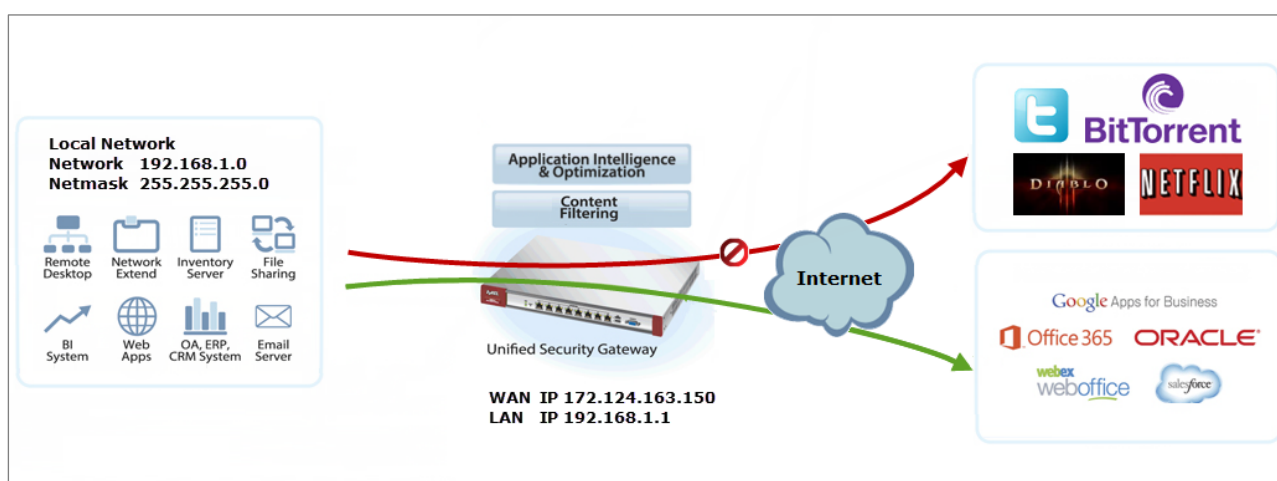 Local Network
Network 192.168.1.0
Netmask 255.255.255.0
Remote Desktop
Network Extend
Inventory Server
File Sharing
BI System
Web Apps
OA, ERP, CRM System
Email Server
Application Intelligence
& Optimization
Content
Filtering
ZyXEL
Unified Security Gateway
WAN IP 172.124.163.150
LAN IP 192.168.1.1
Internet
BitTorrent
DIABLO
NETFLIX
Google Apps for Business
Office 365
ORACLE
webex
weboffice
salesforce